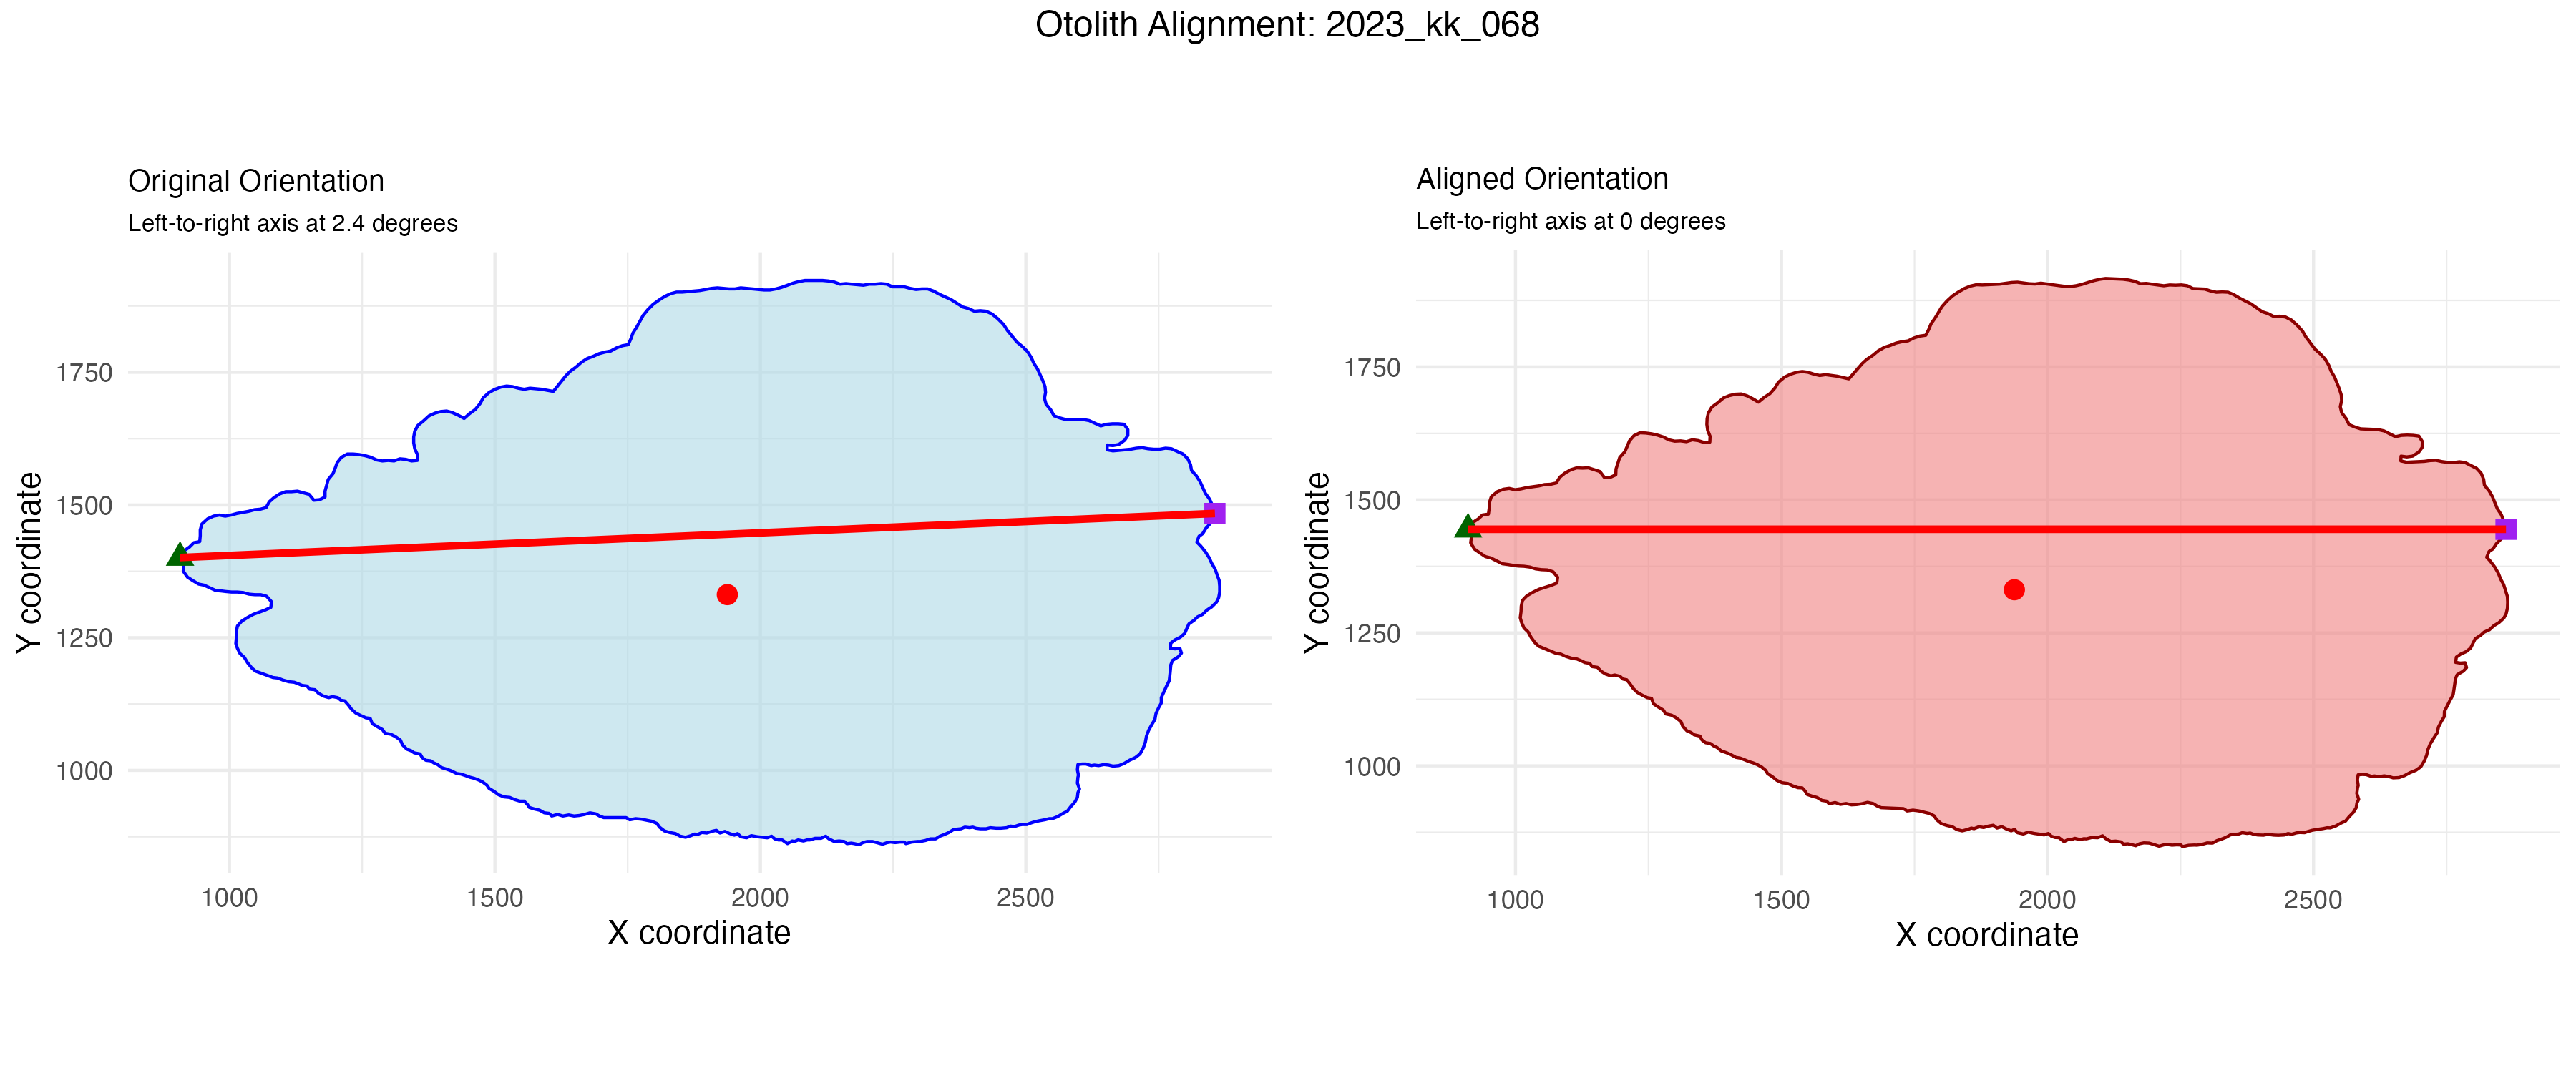 Otolith Alignment: 2023_kk_068
Original Orientation
Left-to-right axis at 2.4 degrees
Y coordinate
1750
1500
1250
1000
1000 1500 2000 2500
X coordinate
Aligned Orientation
Left-to-right axis at 0 degrees
Y coordinate
1750
1500
1250
1000
1000 1500 2000 2500
X coordinate